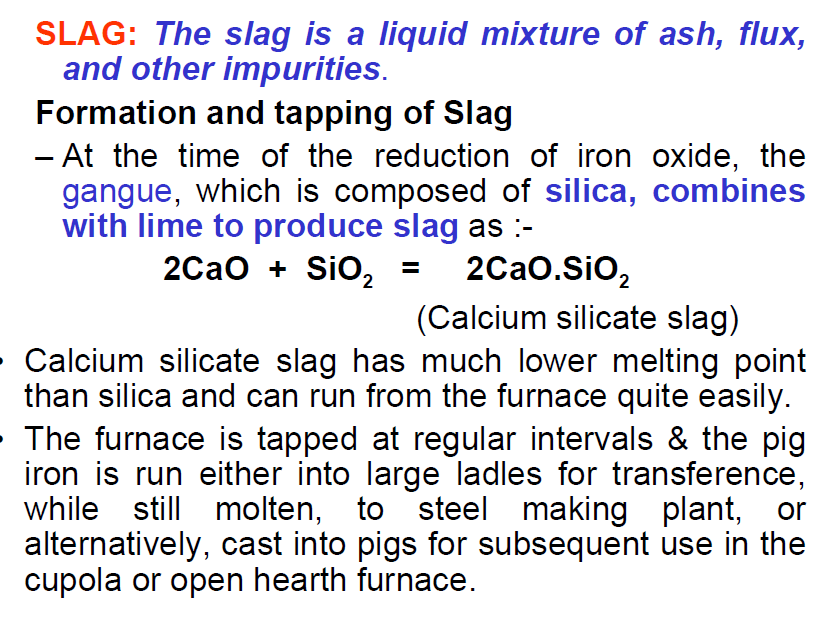 SLAG: The slag is a liquid mixture of ash, flux,
and other impurities.
Formation and tapping of Slag
– At the time of the reduction of iron oxide, the
gangue, which is composed of silica, combines
with lime to produce slag as :-
2CaO + SiO₂ = 2CaO.SiO₂
(Calcium silicate slag)
• Calcium silicate slag has much lower melting point
than silica and can run from the furnace quite easily.
• The furnace is tapped at regular intervals & the pig
iron is run either into large ladles for transference,
while still molten, to steel making plant, or
alternatively, cast into pigs for subsequent use in the
cupola or open hearth furnace.